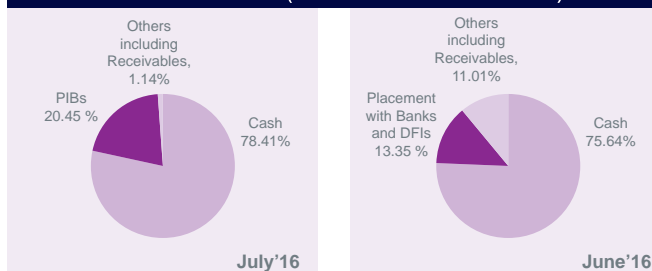 Others
including
Receivables,
1.14%
PIBs
20.45 %
Cash
78.41%
July’16
Others
including
Receivables,
11.01%
Placement
with Banks
and DFIs
13.35 %
Cash
75.64%
June’16